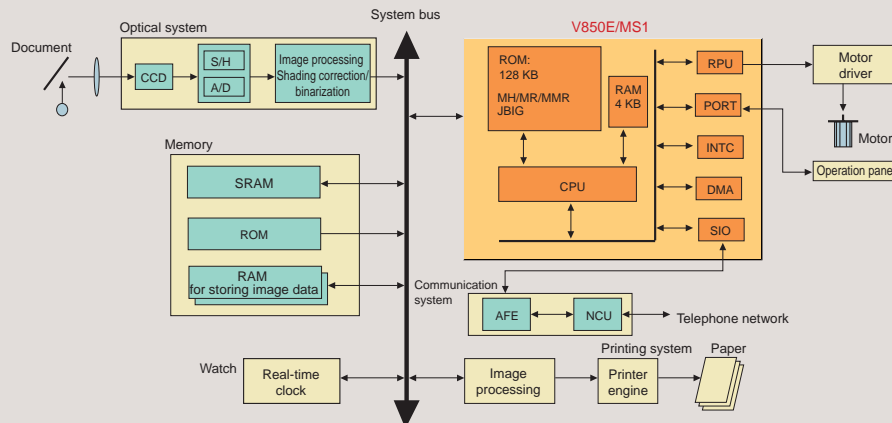 System bus
Optical system
Document
CCD
S/H
A/D
Image processing
Shading correction/
binarization
V850E/MS1
ROM:
128 KB
MH/MR/MMR
JBIG
RAM
4 KB
CPU
RPU
PORT
INTC
DMA
SIO
Motor
driver
Motor
Operation panel
Memory
SRAM
ROM
RAM
for storing image data
Communication
system
AFE
NCU
Telephone network
Watch
Real-time
clock
Image
processing
Printing system
Printer
engine
Paper